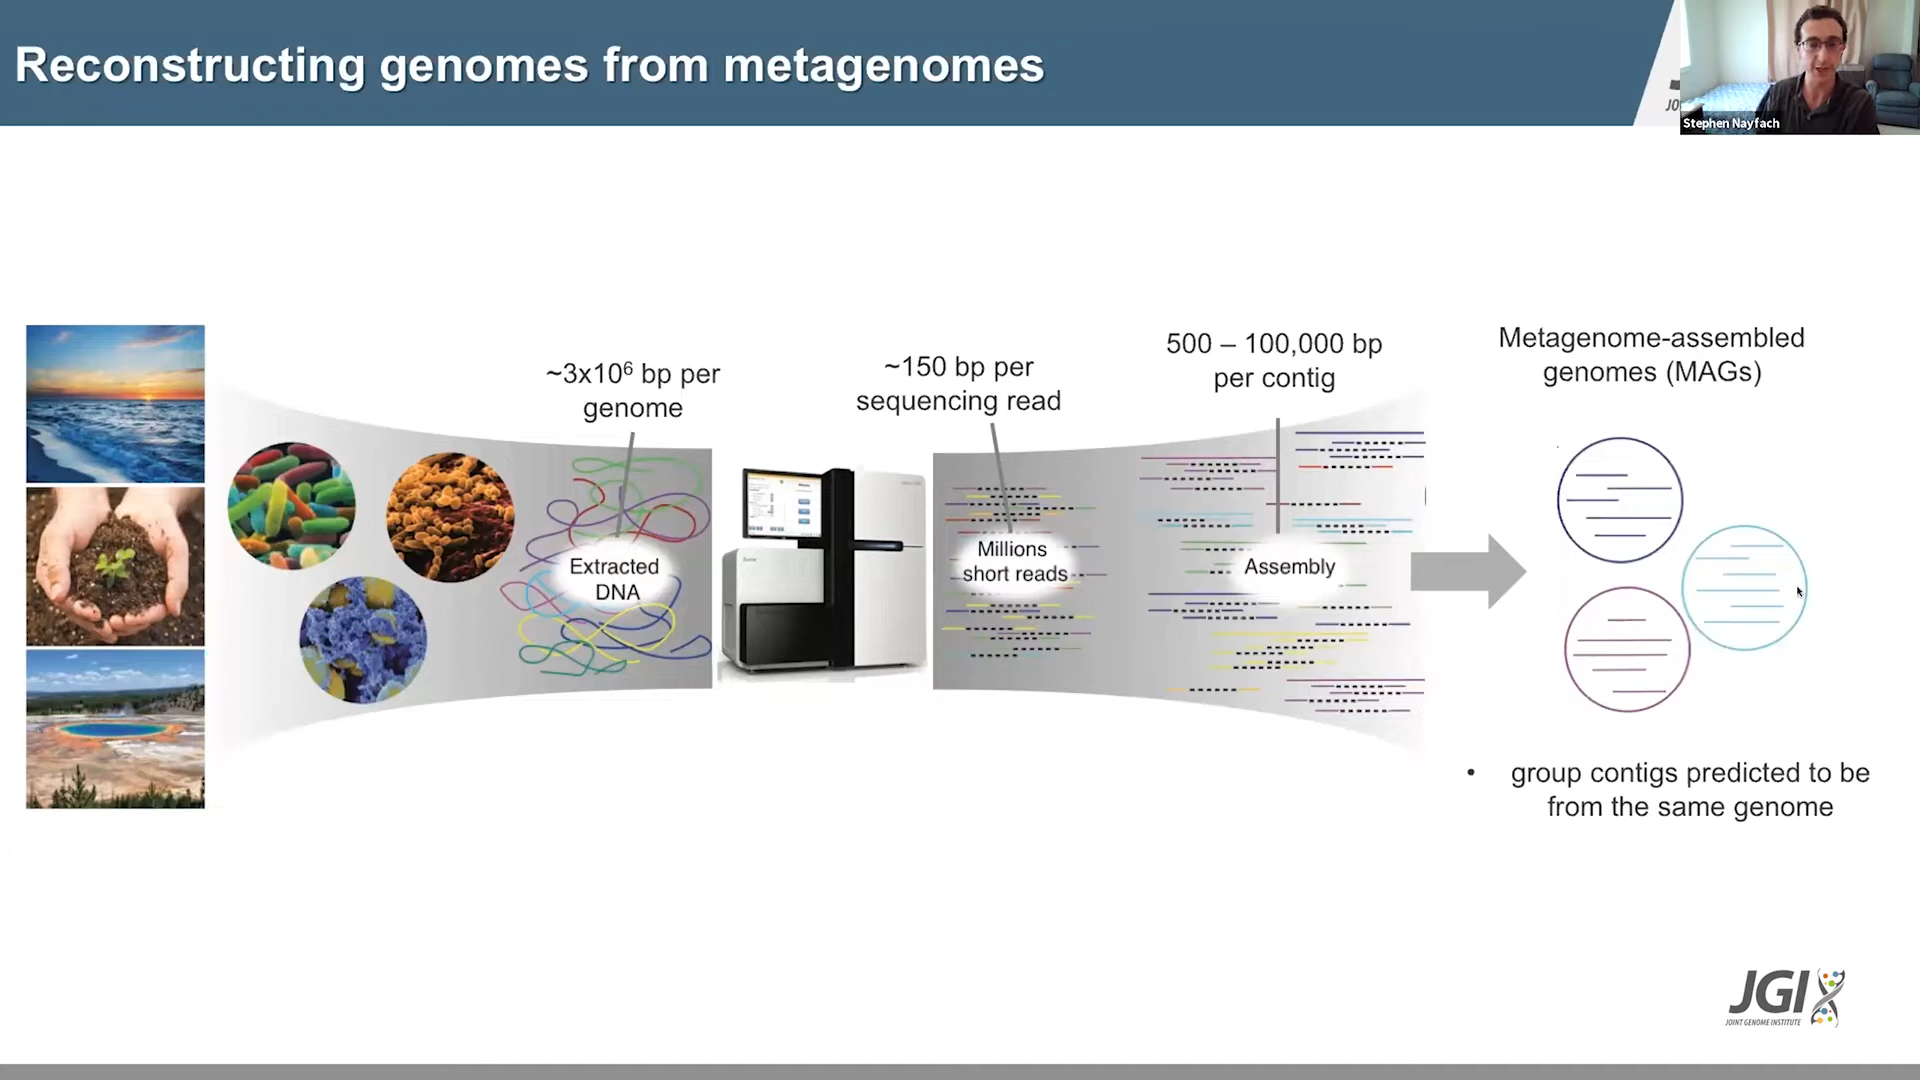 Reconstructing genomes from metagenomes
JO
Stephen Nayfach
~3x10⁶ bp per
genome
~150 bp per
sequencing read
500 – 100,000 bp
per contig
Metagenome-assembled
genomes (MAGs)
Extracted
DNA
Millions
short reads
Assembly
• group contigs predicted to be
from the same genome
JGI
JOINT GENOME INSTITUTE